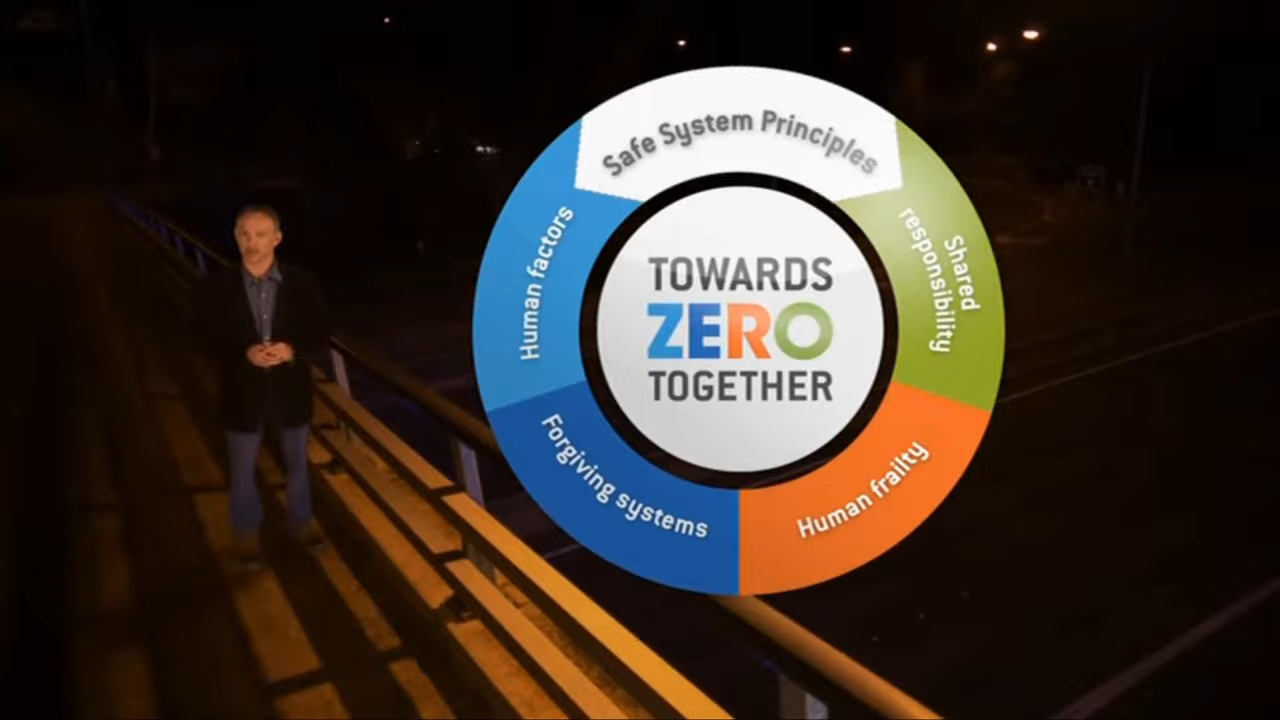 Safe System Principles
Human factors
Shared
responsibility
TOWARDS
ZERO
TOGETHER
Forgiving systems
Human frailty